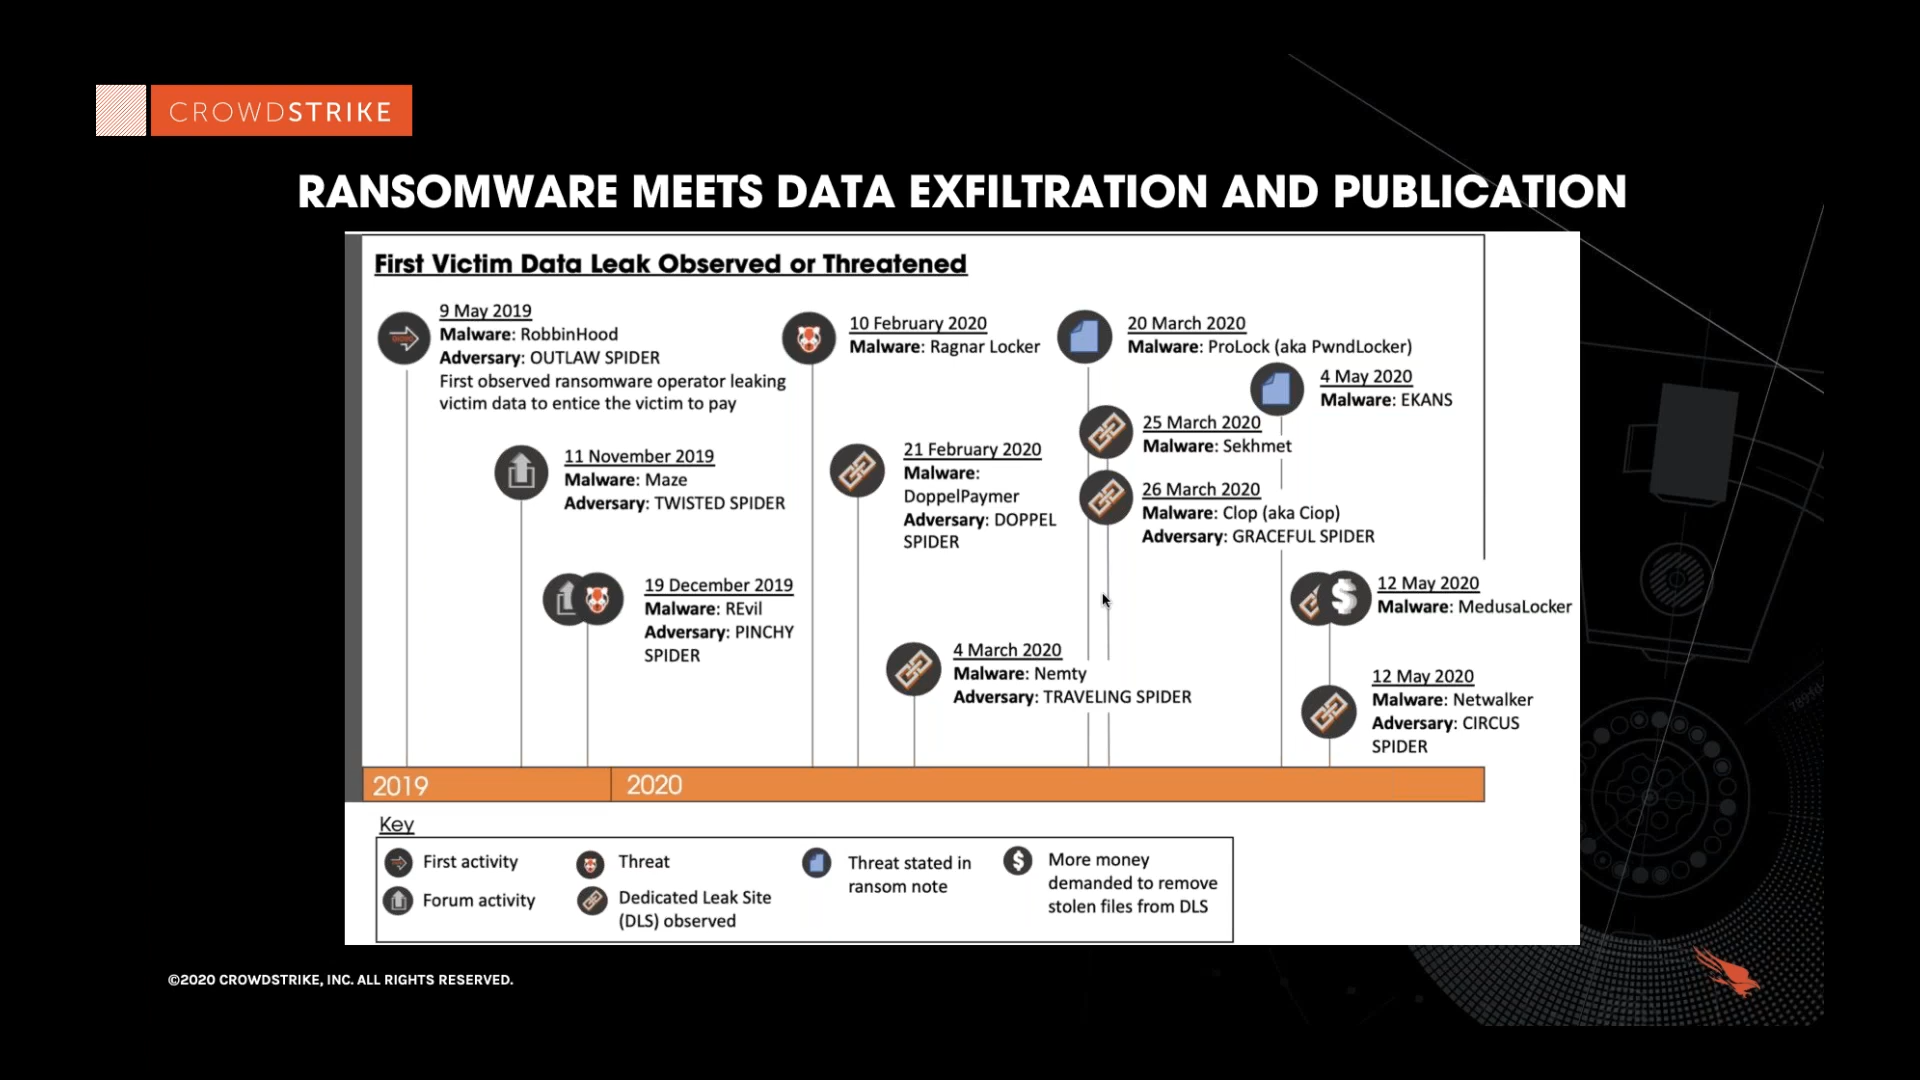 CROWDSTRIKE
RANSOMWARE MEETS DATA EXFILTRATION AND PUBLICATION
First Victim Data Leak Observed or Threatened
9 May 2019
Malware: RobbinHood
Adversary: OUTLAW SPIDER
First observed ransomware operator leaking
victim data to entice the victim to pay
11 November 2019
Malware: Maze
Adversary: TWISTED SPIDER
19 December 2019
Malware: REvil
Adversary: PINCHY
SPIDER
10 February 2020
Malware: Ragnar Locker
21 February 2020
Malware:
DoppelPaymer
Adversary: DOPPEL
SPIDER
4 March 2020
Malware: Nemty
Adversary: TRAVELING SPIDER
20 March 2020
Malware: ProLock (aka PwndLocker)
25 March 2020
Malware: Sekhmet
26 March 2020
Malware: Clop (aka Ciop)
Adversary: GRACEFUL SPIDER
4 May 2020
Malware: EKANS
12 May 2020
Malware: MedusaLocker
12 May 2020
Malware: Netwalker
Adversary: CIRCUS
SPIDER
2019
2020
Key
First activity
Forum activity
Threat
Dedicated Leak Site
(DLS) observed
Threat stated in
ransom note
$
More money
demanded to remove
stolen files from DLS
©2020 CROWDSTRIKE, INC. ALL RIGHTS RESERVED.